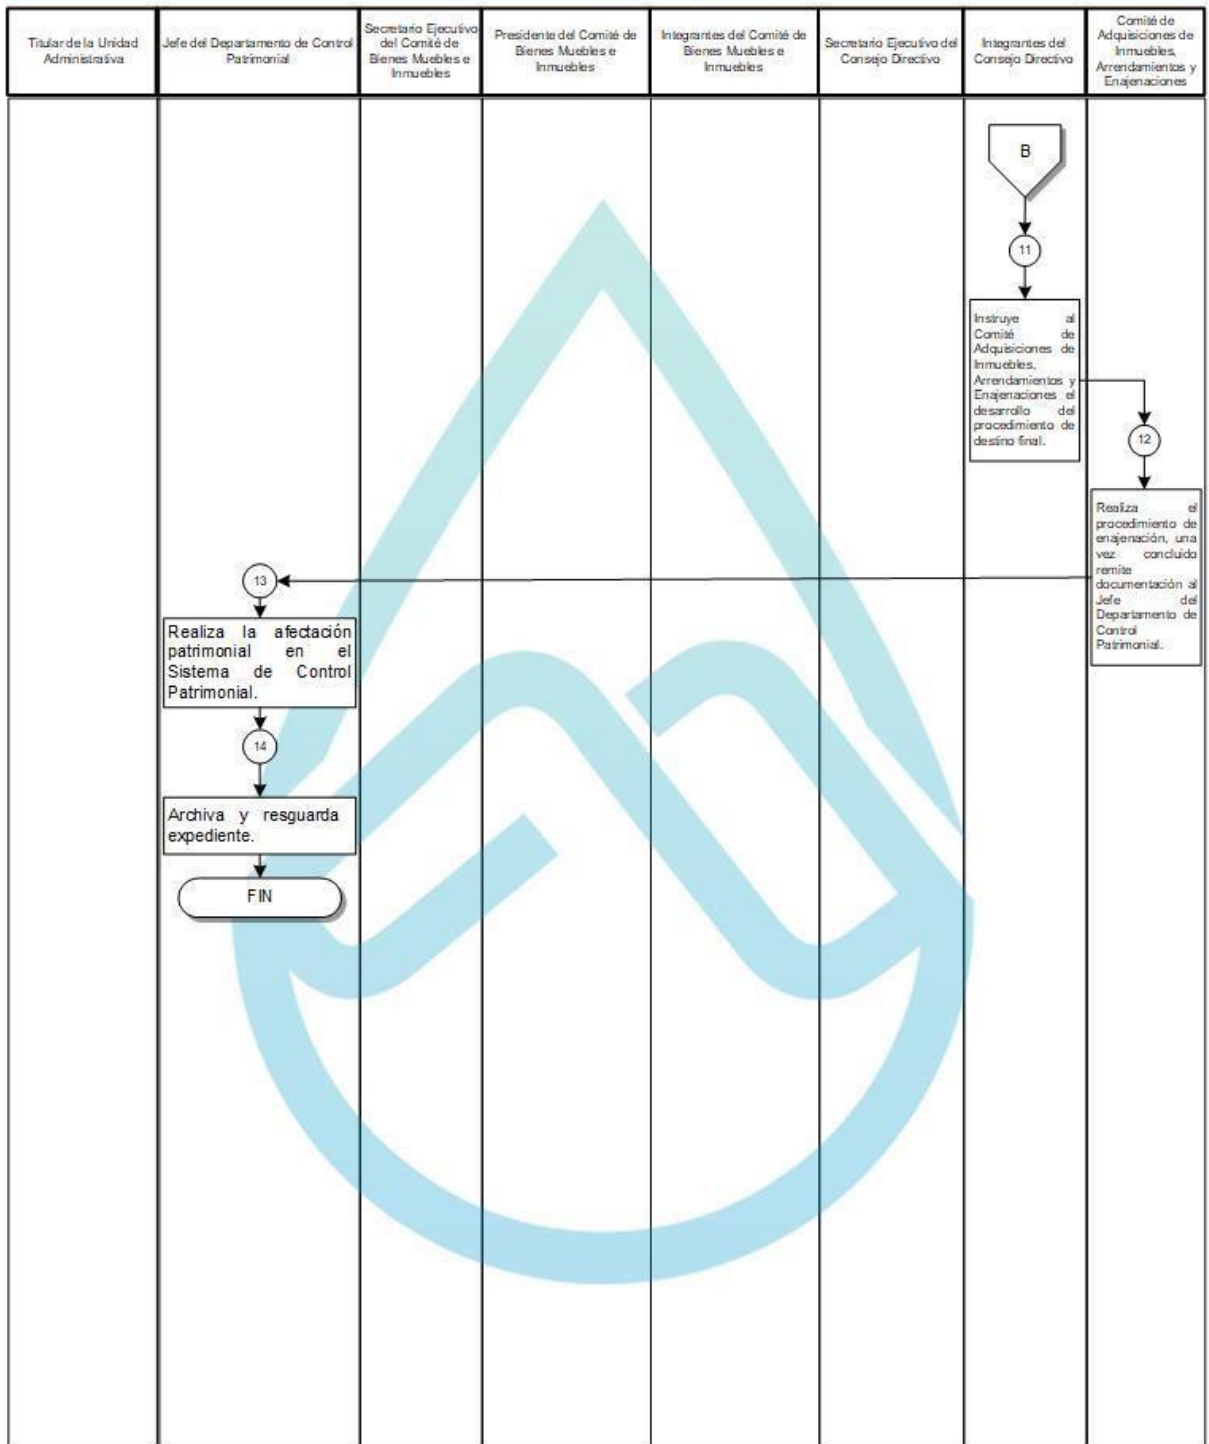 Titular de la Unidad
Administrativa
Jefe del Departamento de Control
Patrimonial
Secretario Ejecutivo
del Comité de
Bienes Muebles e
Inmuebles
Presidente del Comité de
Bienes Muebles e
Inmuebles
Integrantes del Comité de
Bienes Muebles e
Inmuebles
Secretario Ejecutivo del
Consejo Directivo
Integrantes del
Consejo Directivo
Comité de
Adquisiciones de
Inmuebles,
Arrendamientos y
Enajenaciones
B
11
Instruye al
Comité de
Adquisiciones de
Inmuebles,
Arrendamientos y
Enajenaciones el
desarrollo del
procedimiento de
destino final.
12
Realiza el
procedimiento de
enajenación, una
vez concluido
remite
documentación al
Jefe del
Departamento de
Control
Patrimonial.
13
Realiza la afectación
patrimonial en el
Sistema de Control
Patrimonial.
14
Archiva y resguarda
expediente.
FIN